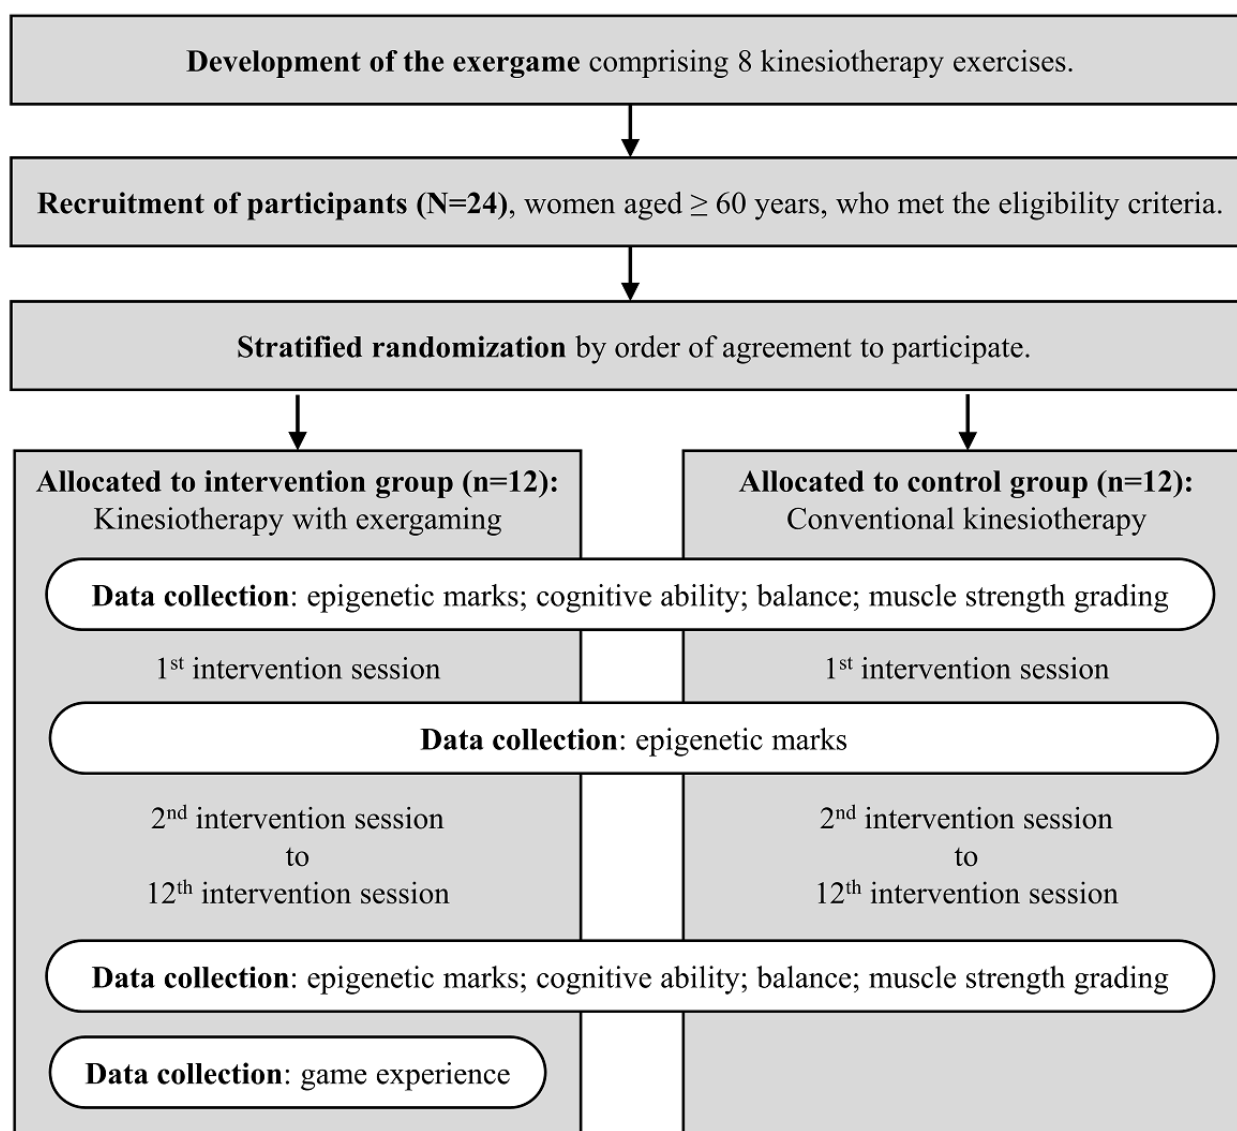 Development of the exergame comprising 8 kinesiotherapy exercises.
Recruitment of participants (N=24), women aged ≥ 60 years, who met the eligibility criteria.
Stratified randomization by order of agreement to participate.
Allocated to intervention group (n=12):
Kinesiotherapy with exergaming
Allocated to control group (n=12):
Conventional kinesiotherapy
Data collection: epigenetic marks; cognitive ability; balance; muscle strength grading
1st intervention session
1st intervention session
Data collection: epigenetic marks
2nd intervention session
to
12th intervention session
2nd intervention session
to
12th intervention session
Data collection: epigenetic marks; cognitive ability; balance; muscle strength grading
Data collection: game experience